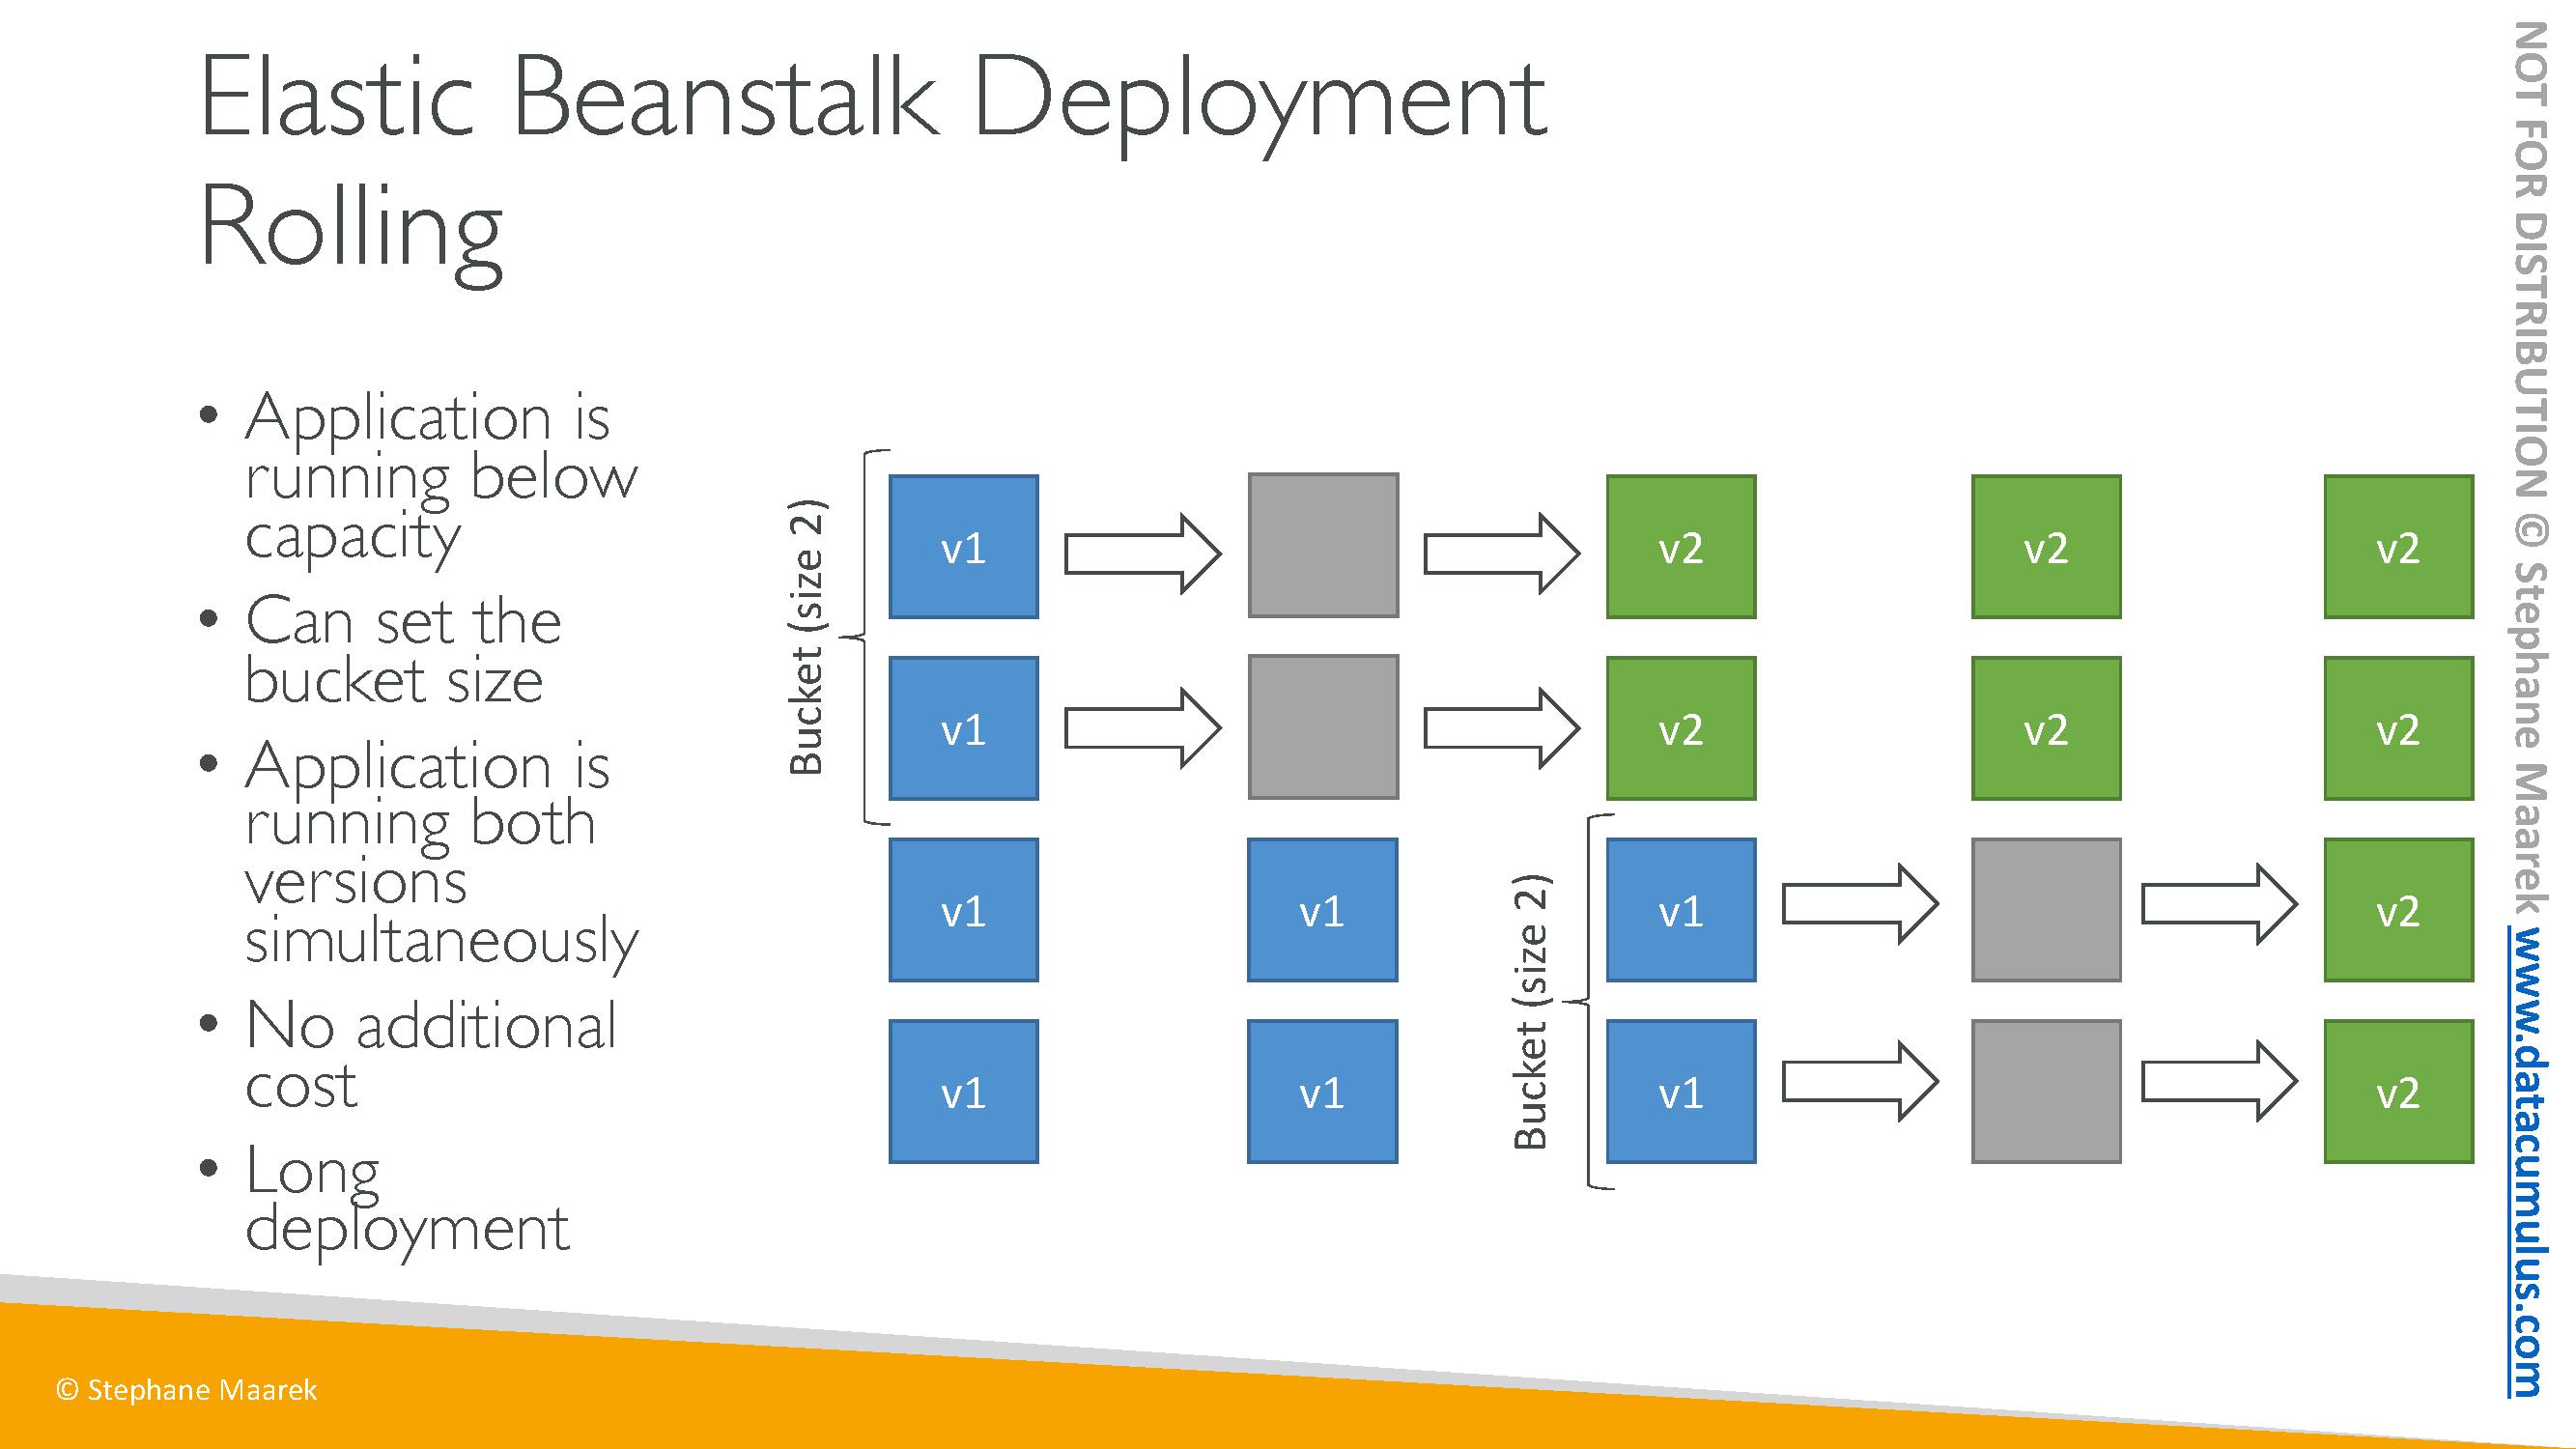 Elastic Beanstalk Deployment
Rolling
• Application is
running below
capacity
• Can set the
bucket size
• Application is
running both
versions
simultaneously
• No additional
cost
• Long
deployment
Bucket (size 2)
v1
v2
v2
v2
v1
v2
v2
v2
v1
v1
Bucket (size 2)
v1
v2
v1
v1
v1
v2
© Stephane Maarek
NOT FOR DISTRIBUTION © Stephane Maarek www.datacumulus.com